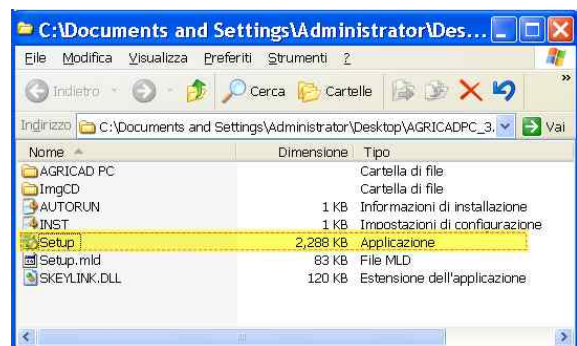 C:\Documents and Settings\Administrator\Des...
File Modifica Visualizza Preferiti Strumenti ?
Indietro Cerca Cartelle »
Indirizzo C:\Documents and Settings\Administrator\Desktop\AGRICADPC_3. Vai
Nome Dimensione Tipo
AGRICAD PC Cartella di file
ImgCD Cartella di file
AUTORUN 1 KB Informazioni di installazione
INST 1 KB Impostazioni di configurazione
Setup 2,288 KB Applicazione
Setup.mld 83 KB File MLD
SKEYLINK.DLL 120 KB Estensione dell'applicazione